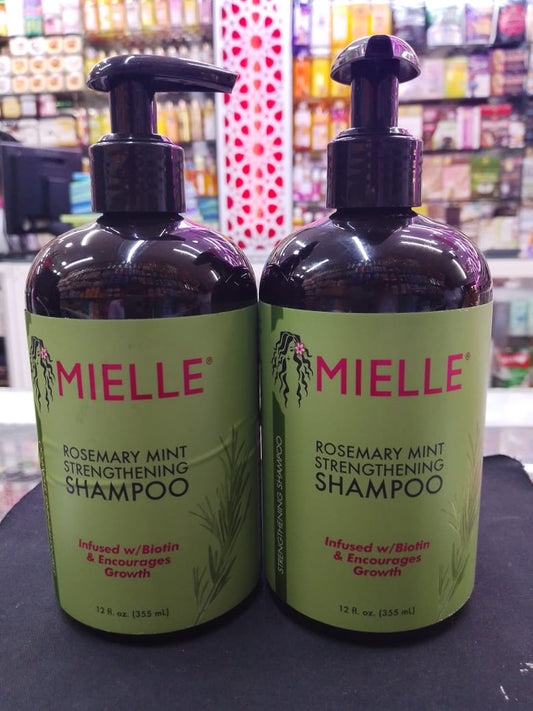 MIELLE®
ROSEMARY MINT
STRENGTHENING
SHAMPOO
Infused w/Biotin
& Encourages
Growth
12 fl. oz. (355 mL)
MIELLE®
ROSEMARY MINT
STRENGTHENING
SHAMPOO
Infused w/Biotin
& Encourages
Growth
12 fl. oz. (355 mL)
STRENGTHENING SHAMPOO